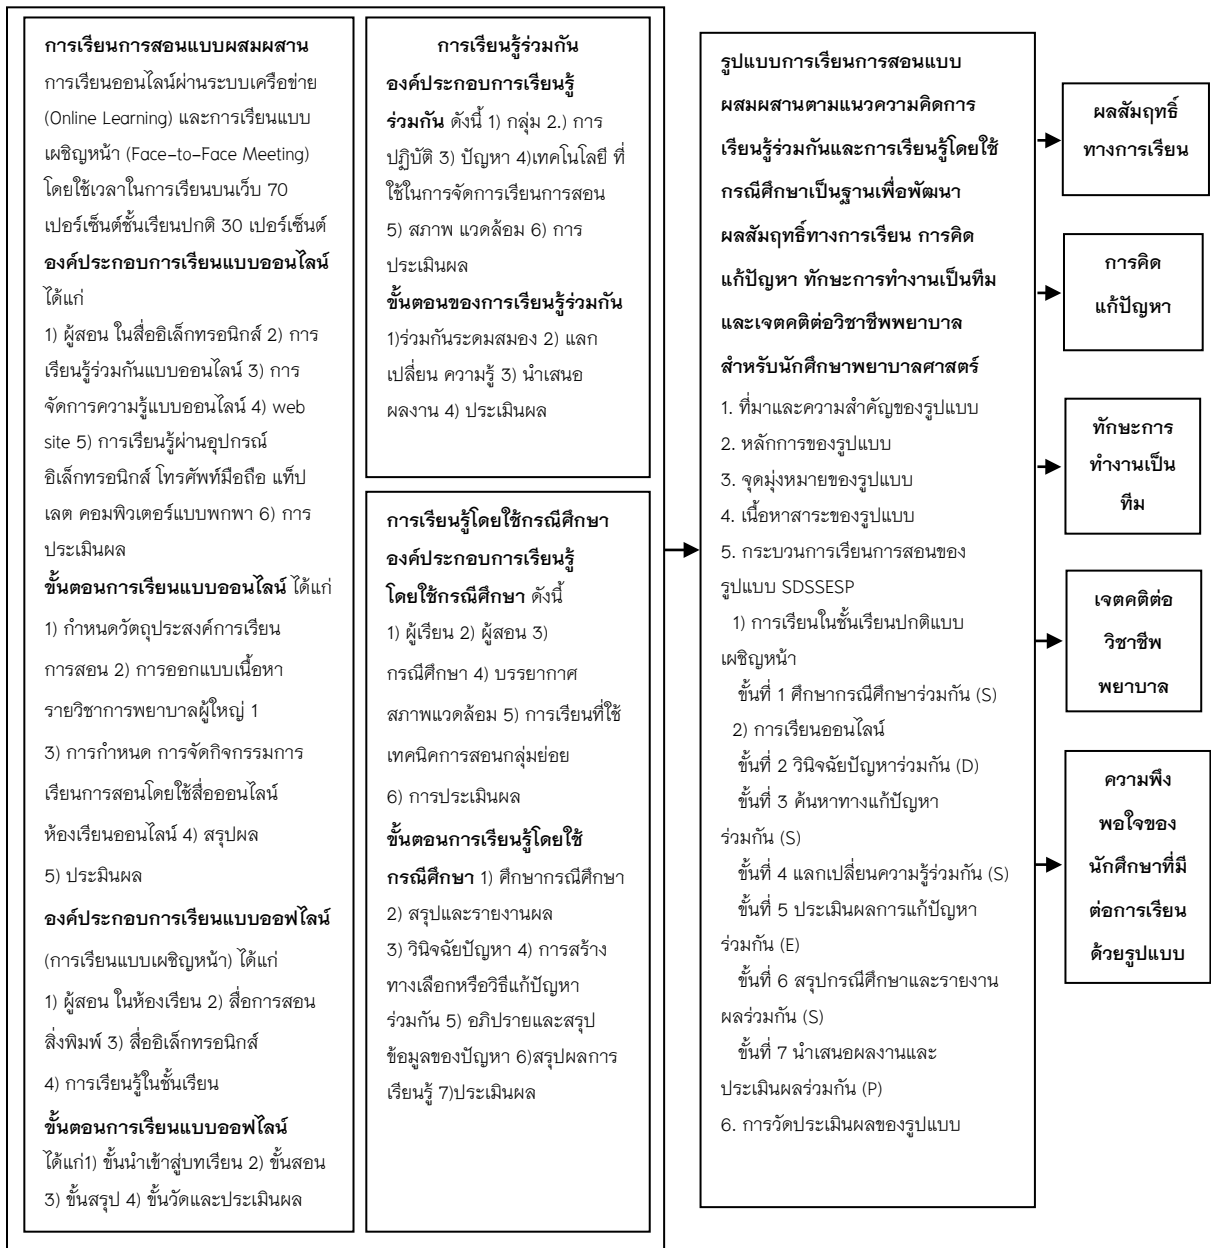 การเรียนการสอนแบบผสมผสาน
การเรียนออนไลน์ผ่านระบบเครือข่าย
(Online Learning) และการเรียนแบบ
เผชิญหน้า (Face-to-Face Meeting)
โดยใช้เวลาในการเรียนบนเว็บ 70
เปอร์เซ็นต์ชั้นเรียนปกติ 30 เปอร์เซ็นต์
องค์ประกอบการเรียนแบบออนไลน์
ได้แก่
1) ผู้สอน ในสื่ออิเล็กทรอนิกส์ 2) การ
เรียนรู้ร่วมกันแบบออนไลน์ 3) การ
จัดการความรู้แบบออนไลน์ 4) web
site 5) การเรียนรู้ผ่านอุปกรณ์
อิเล็กทรอนิกส์ โทรศัพท์มือถือ แท็ป
เลต คอมพิวเตอร์แบบพกพา 6) การ
ประเมินผล
ขั้นตอนการเรียนแบบออนไลน์ ได้แก่
1) กำหนดวัตถุประสงค์การเรียน
การสอน 2) การออกแบบเนื้อหา
รายวิชาการพยาบาลผู้ใหญ่ 1
3) การกำหนด การจัดกิจกรรมการ
เรียนการสอนโดยใช้สื่อออนไลน์
ห้องเรียนออนไลน์ 4) สรุปผล
5) ประมินผล
องค์ประกอบการเรียนแบบออฟไลน์
(การเรียนแบบเผชิญหน้า) ได้แก่
1) ผู้สอน ในห้องเรียน 2) สื่อการสอน
สิ่งพิมพ์ 3) สื่ออิเล็กทรอนิกส์
4) การเรียนรู้ในชั้นเรียน
ขั้นตอนการเรียนแบบออฟไลน์
ได้แก่1) ขั้นนำเข้าสู่บทเรียน 2) ขั้นสอน
3) ขั้นสรุป 4) ขั้นวัดและประเมินผล
การเรียนรู้ร่วมกัน
องค์ประกอบการเรียนรู้
ร่วมกัน ดังนี้ 1) กลุ่ม 2.) การ
ปฏิบัติ 3) ปัญหา 4)เทคโนโลยี ที่
ใช้ในการจัดการเรียนการสอน
5) สภาพ แวดล้อม 6) การ
ประเมินผล
ขั้นตอนของการเรียนรู้ร่วมกัน
1)ร่วมกันระดมสมอง 2) แลก
เปลี่ยน ความรู้ 3) นำเสนอ
ผลงาน 4) ประเมินผล
การเรียนรู้โดยใช้กรณีศึกษา
องค์ประกอบการเรียนรู้
โดยใช้กรณีศึกษา ดังนี้
1) ผู้เรียน 2) ผู้สอน 3)
กรณีศึกษา 4) บรรยากาศ
สภาพแวดล้อม 5) การเรียนที่ใช้
เทคนิคการสอนกลุ่มย่อย
6) การประเมินผล
ขั้นตอนการเรียนรู้โดยใช้
กรณีศึกษา 1) ศึกษากรณีศึกษา
2) สรุปและรายงานผล
3) วินิจฉัยปัญหา 4) การสร้าง
ทางเลือกหรือวิธีแก้ปัญหา
ร่วมกัน 5) อภิปรายและสรุป
ข้อมูลของปัญหา 6)สรุปผลการ
เรียนรู้ 7)ประเมินผล
รูปแบบการเรียนการสอนแบบ
ผสมผสานตามแนวความคิดการ
เรียนรู้ร่วมกันและการเรียนรู้โดยใช้
กรณีศึกษาเป็นฐานเพื่อพัฒนา
ผลสัมฤทธิ์ทางการเรียน การคิด
แก้ปัญหา ทักษะการทำงานเป็นทีม
และเจตคติต่อวิชาชีพพยาบาล
สำหรับนักศึกษาพยาบาลศาสตร์
1. ที่มาและความสำคัญของรูปแบบ
2. หลักการของรูปแบบ
3. จุดมุ่งหมายของรูปแบบ
4. เนื้อหาสาระของรูปแบบ
5. กระบวนการเรียนการสอนของ
รูปแบบ SDSSESP
1) การเรียนในชั้นเรียนปกติแบบ
เผชิญหน้า
ขั้นที่ 1 ศึกษากรณีศึกษาร่วมกัน (S)
2) การเรียนออนไลน์
ขั้นที่ 2 วินิจฉัยปัญหาร่วมกัน (D)
ขั้นที่ 3 ค้นหาทางแก้ปัญหา
ร่วมกัน (S)
ขั้นที่ 4 แลกเปลี่ยนความรู้ร่วมกัน (S)
ขั้นที่ 5 ประเมินผลการแก้ปัญหา
ร่วมกัน (E)
ขั้นที่ 6 สรุปกรณีศึกษาและรายงาน
ผลร่วมกัน (S)
ขั้นที่ 7 นำเสนอผลงานและ
ประเมินผลร่วมกัน (P)
6. การวัดประเมินผลของรูปแบบ
ผลสัมฤทธิ์
ทางการเรียน
การคิด
แก้ปัญหา
ทักษะการ
ทำงานเป็น
ทีม
เจตคติต่อ
วิชาชีพ
พยาบาล
ความพึง
พอใจของ
นักศึกษาที่มี
ต่อการเรียน
ด้วยรูปแบบ